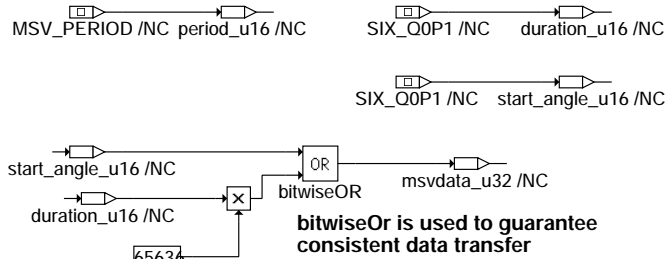 MSV_PERIOD /NC period_u16 /NC
SIX_Q0P1 /NC duration_u16 /NC
SIX_Q0P1 /NC start_angle_u16 /NC
start_angle_u16 /NC
OR
bitwiseOR
msvdata_u32 /NC
duration_u16 /NC
×
bitwiseOr is used to guarantee
consistent data transfer
65636